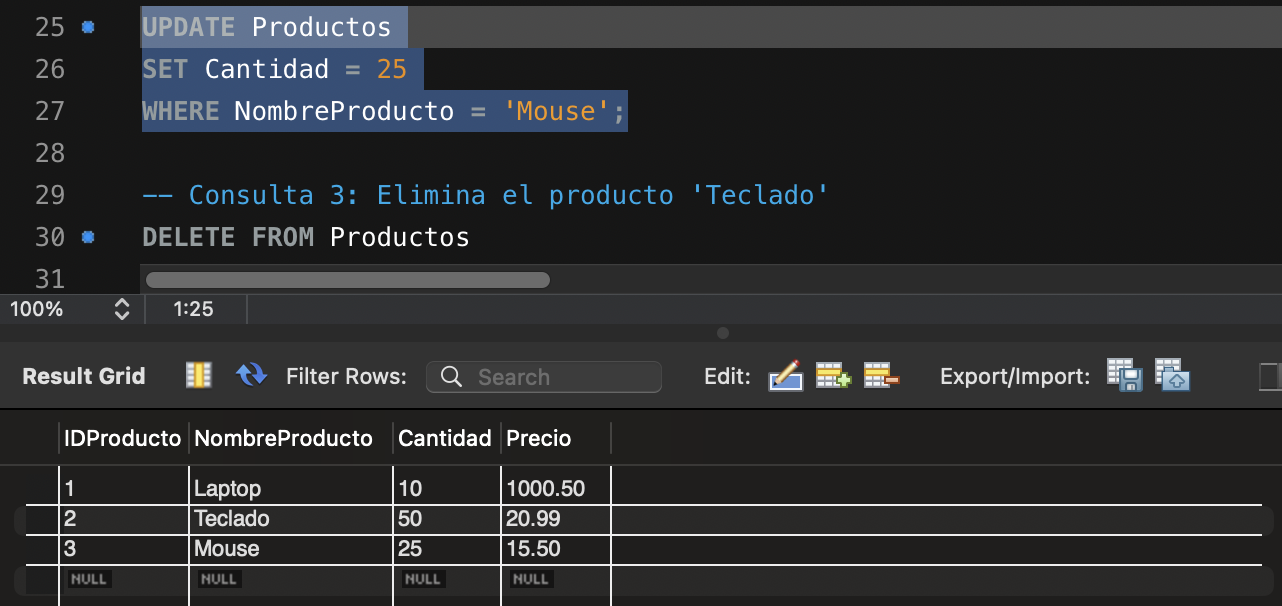 25 UPDATE Productos
26 SET Cantidad = 25
27 WHERE NombreProducto = 'Mouse';
28
29 -- Consulta 3: Elimina el producto 'Teclado'
30 DELETE FROM Productos
31
100% 1:25
Result Grid Filter Rows: Search Edit: Export/Import:
IDProducto NombreProducto Cantidad Precio
1 Laptop 10 1000.50
2 Teclado 50 20.99
3 Mouse 25 15.50
NULL NULL NULL NULL